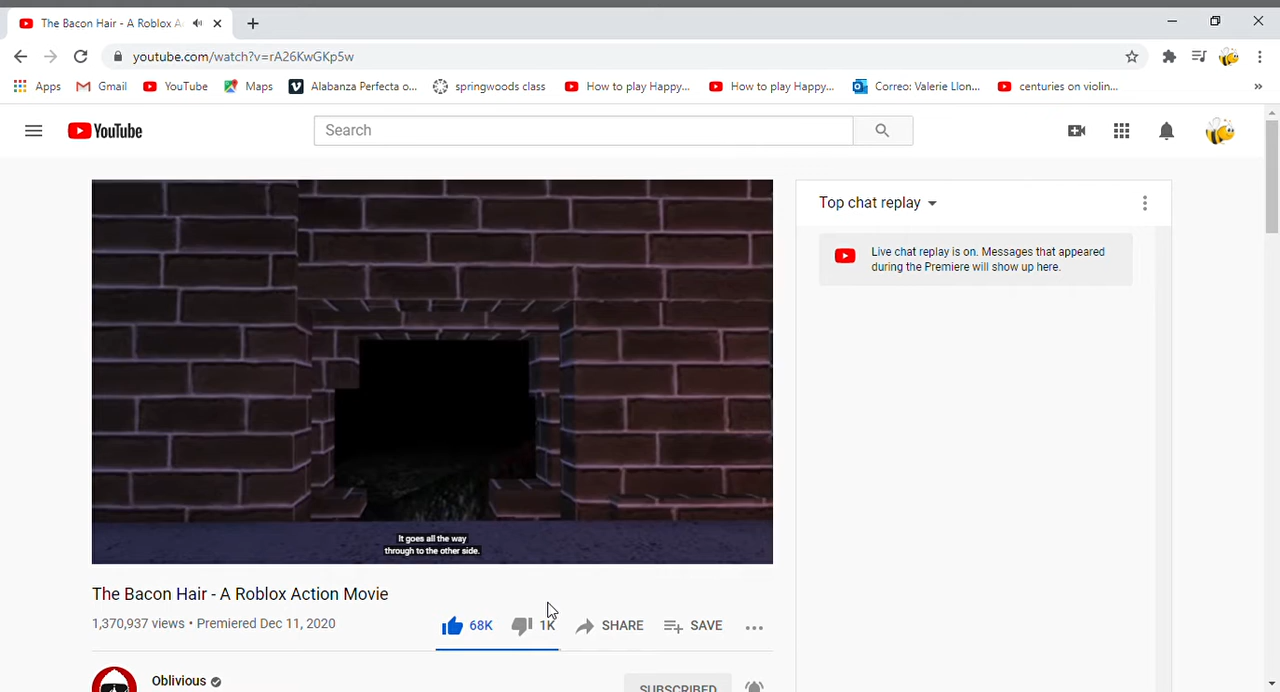 The Bacon Hair - A Roblox A
youtube.com/watch?v=rA26KwGKp5w
Apps Gmail YouTube Maps Alabanza Perfecta o... springwoods class How to play Happy... How to play Happy... Correo: Valerie Llon... centuries on violin... »
YouTube Search
Top chat replay
Live chat replay is on. Messages that appeared
during the Premiere will show up here.
It goes all the way
through to the other side.
The Bacon Hair - A Roblox Action Movie
1,370,937 views • Premiered Dec 11, 2020 68K 1K SHARE SAVE ...
Oblivious SUBSCRIBED